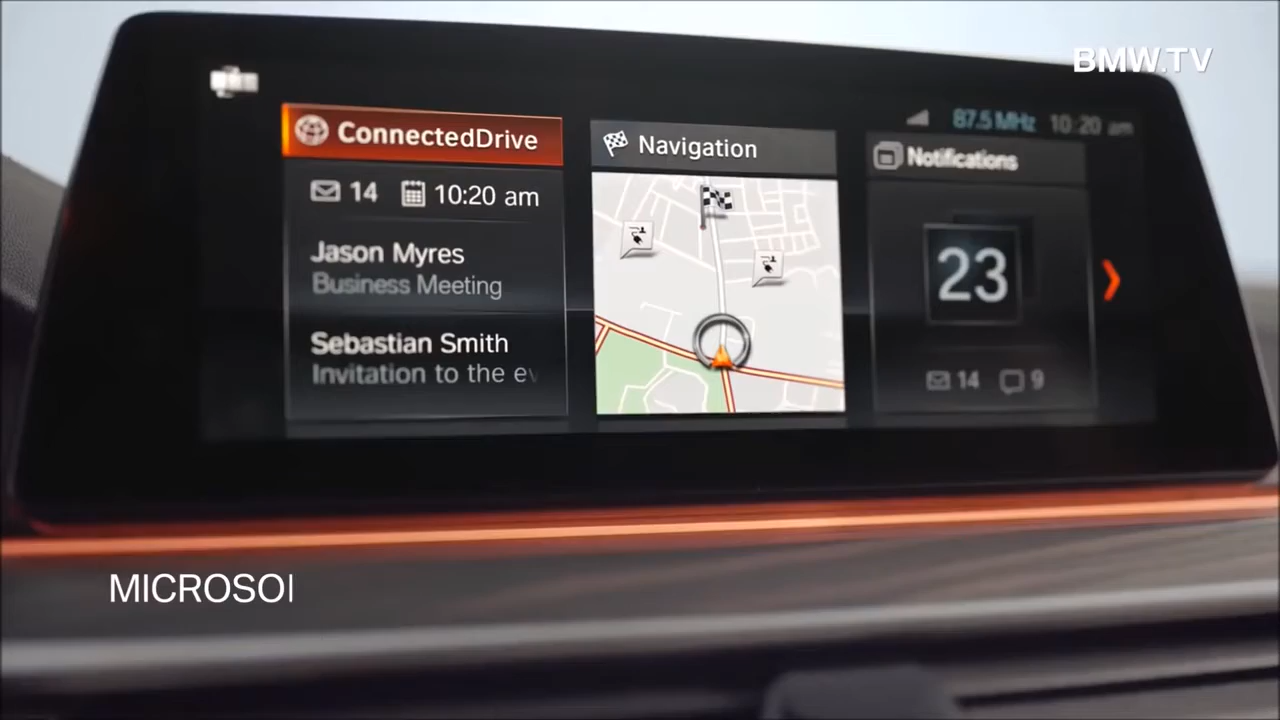 BMW.TV
87.5 MHz 10:20 am
ConnectedDrive
14 10:20 am
Jason Myres
Business Meeting
Sebastian Smith
Invitation to the ev
Navigation
Notifications
23
14 9
MICROSO